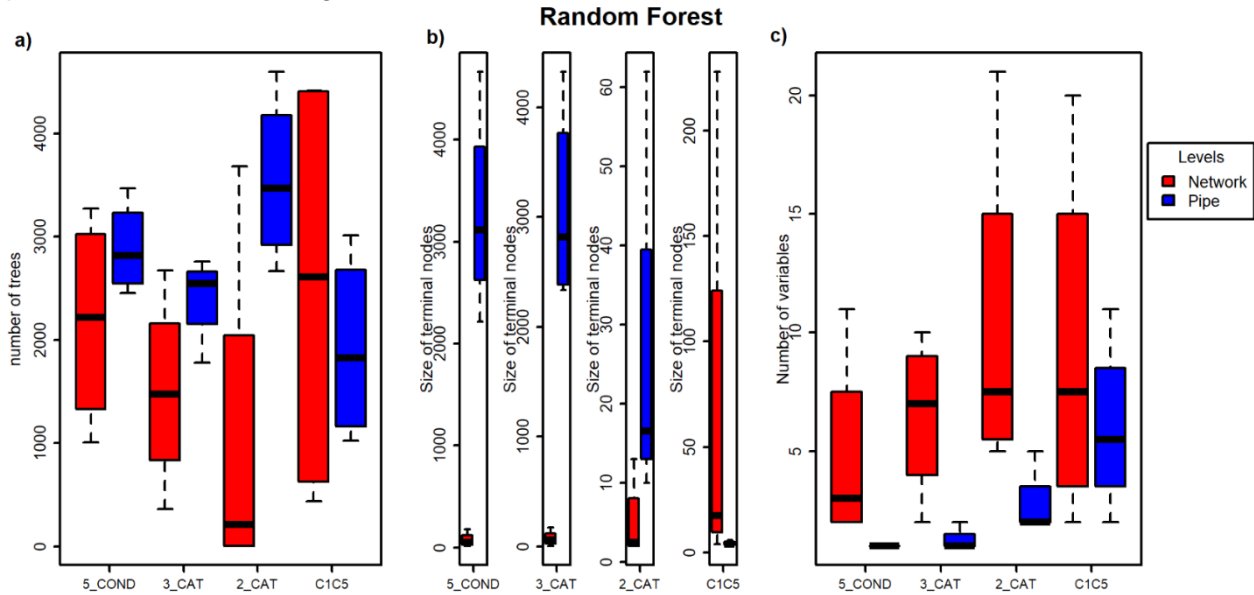 Random Forest
a)
number of trees
0
1000
2000
3000
4000
5_COND
3_CAT
2_CAT
C1C5
b)
Size of terminal nodes
0
1000
2000
3000
4000
5_COND
Size of terminal nodes
0
1000
2000
3000
4000
3_CAT
Size of terminal nodes
0
10
20
30
40
50
60
2_CAT
Size of terminal nodes
0
50
100
150
200
C1C5
c)
Number of variables
5
10
15
20
5_COND
3_CAT
2_CAT
C1C5
Levels
Network
Pipe